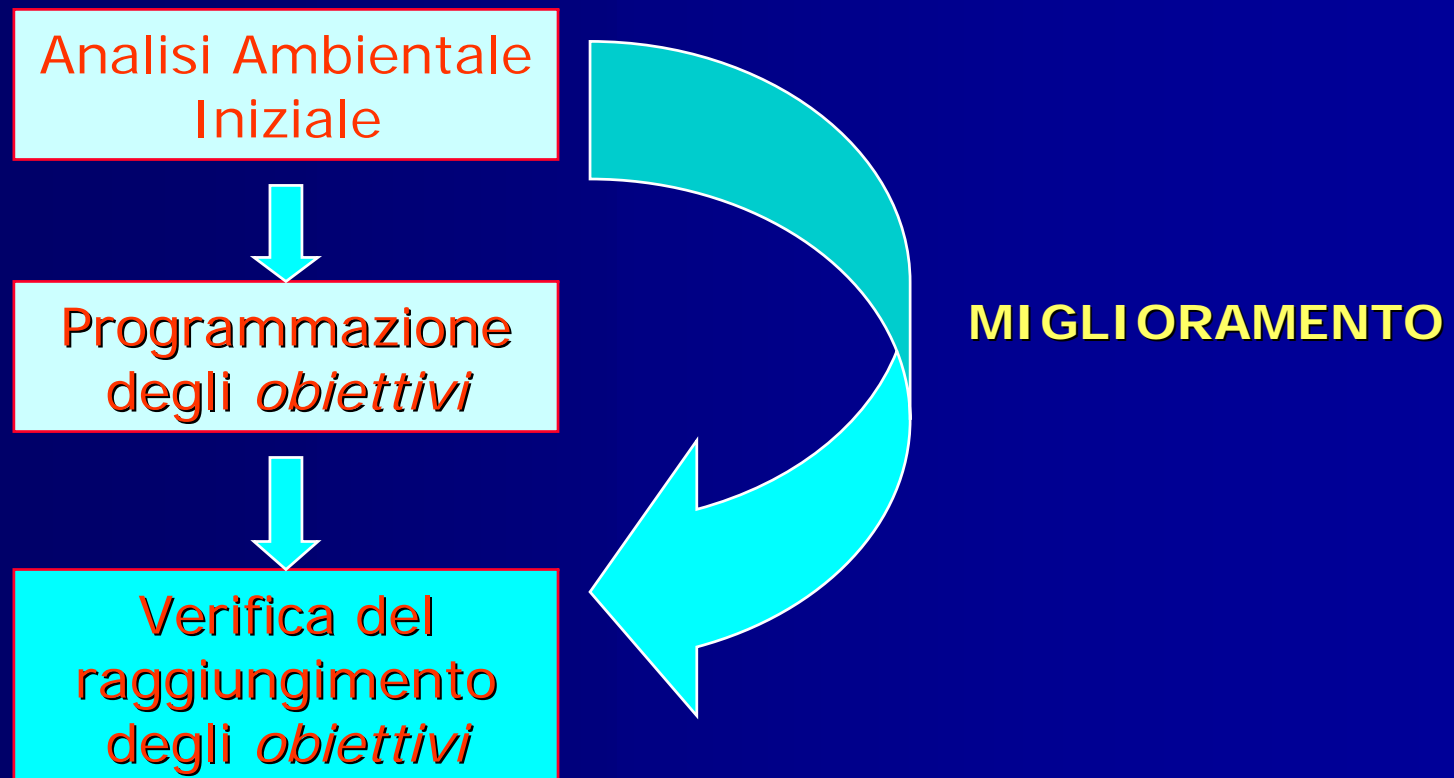 Analisi Ambientale
Iniziale
Programmazione
degli obiettivi
MIGLIORAMENTO
Verifica del
raggiungimento
degli obiettivi